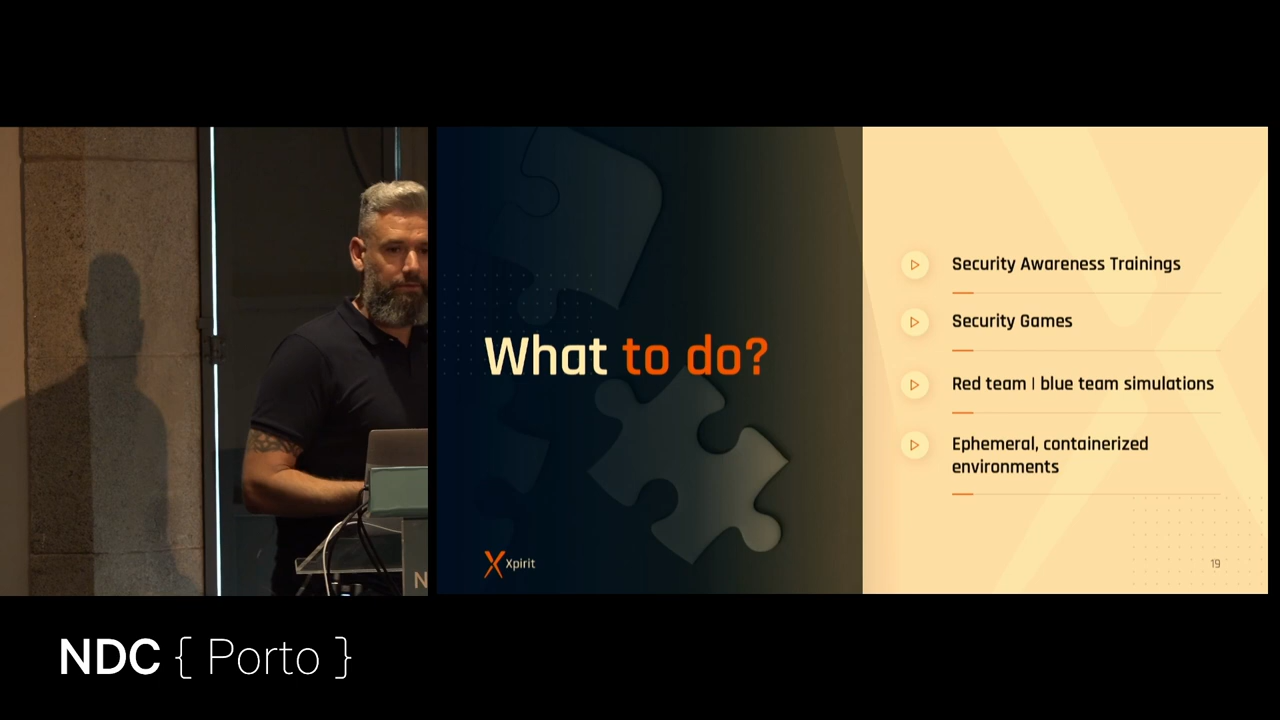 What to do?
Xpirit
Security Awareness Trainings
Security Games
Red team | blue team simulations
Ephemeral, containerized
environments
19
N
NDC { Porto }